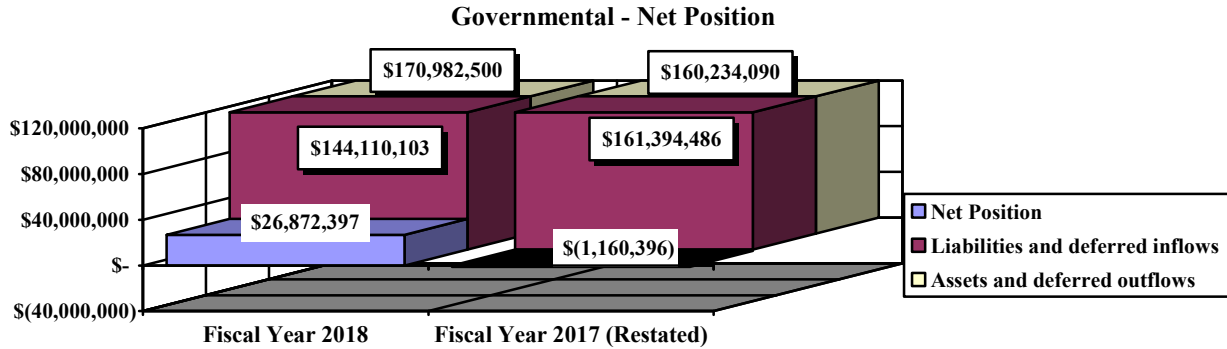 Governmental - Net Position
$170,982,500
$160,234,090
$120,000,000
$144,110,103
$161,394,486
$80,000,000
$40,000,000
$26,872,397
$(1,160,396)
$-
$(40,000,000)
Fiscal Year 2018
Fiscal Year 2017 (Restated)
Net Position
Liabilities and deferred inflows
Assets and deferred outflows